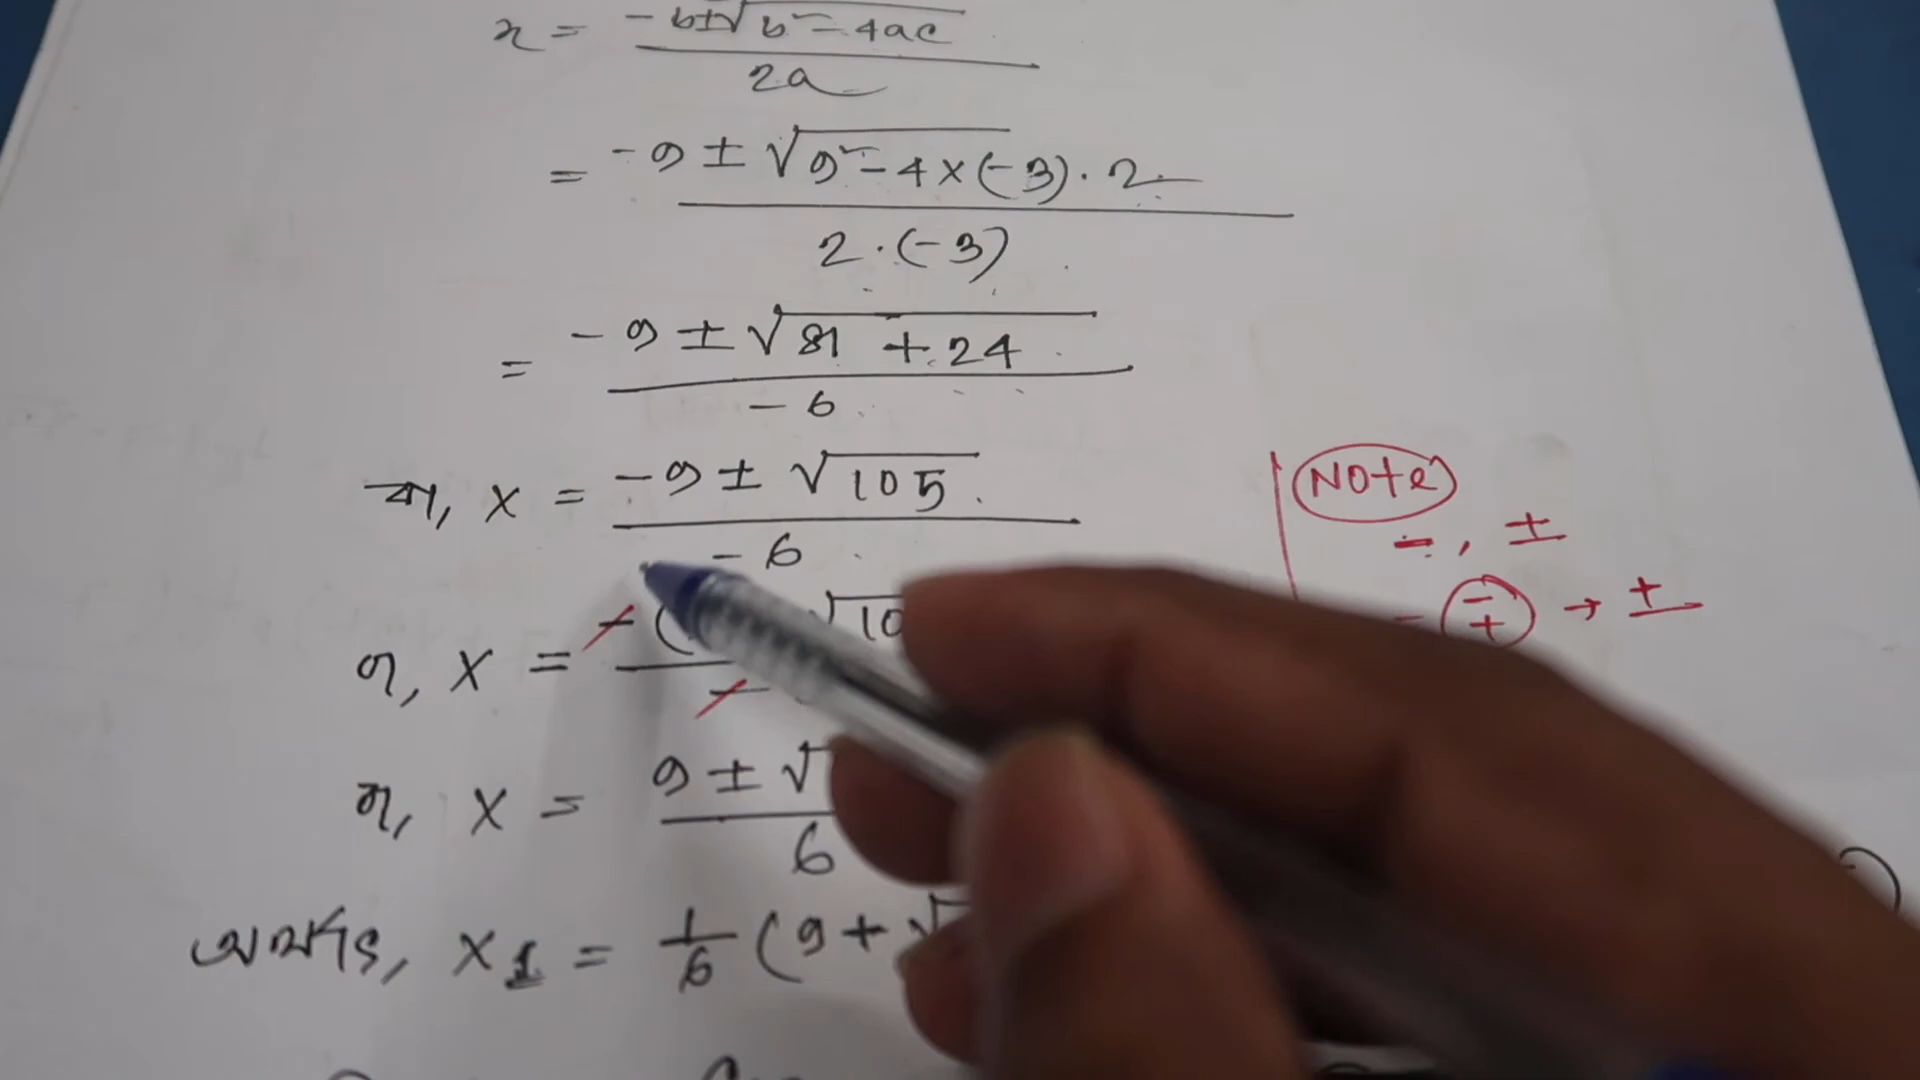 x = -b±√b²-4ac / 2a
= -9 ± √9²-4×(-3)·2 / 2·(-3)
= -9 ± √81 + 24 / -6
বা, x = -9 ± √105 / -6
Note
-, ±
- ∓ → ±
বা, x = -( √10 / -
বা, x = 9 ± √ / 6
অর্থাৎ, x1 = 1/6 (9 + √